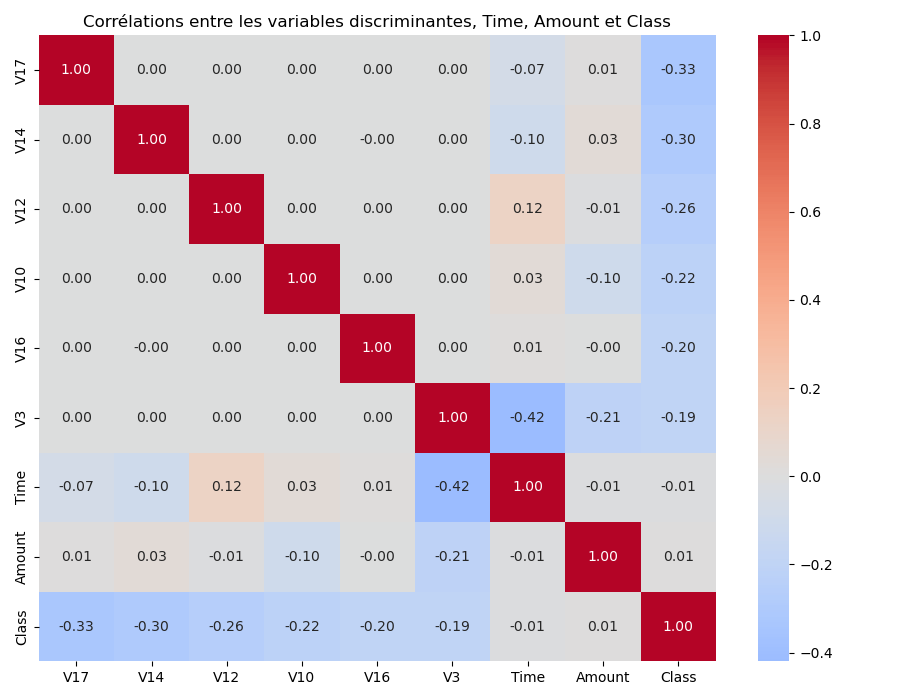 Corrélations entre les variables discriminantes, Time, Amount et Class
V17 1.00 0.00 0.00 0.00 0.00 0.00 -0.07 0.01 -0.33
V14 0.00 1.00 0.00 0.00 -0.00 0.00 -0.10 0.03 -0.30
V12 0.00 0.00 1.00 0.00 0.00 0.00 0.12 -0.01 -0.26
V10 0.00 0.00 0.00 1.00 0.00 0.00 0.03 -0.10 -0.22
V16 0.00 -0.00 0.00 0.00 1.00 0.00 0.01 -0.00 -0.20
V3 0.00 0.00 0.00 0.00 0.00 1.00 -0.42 -0.21 -0.19
Time -0.07 -0.10 0.12 0.03 0.01 -0.42 1.00 -0.01 -0.01
Amount 0.01 0.03 -0.01 -0.10 -0.00 -0.21 -0.01 1.00 0.01
Class -0.33 -0.30 -0.26 -0.22 -0.20 -0.19 -0.01 0.01 1.00
V17 V14 V12 V10 V16 V3 Time Amount Class
1.0
0.8
0.6
0.4
0.2
0.0
−0.2
−0.4